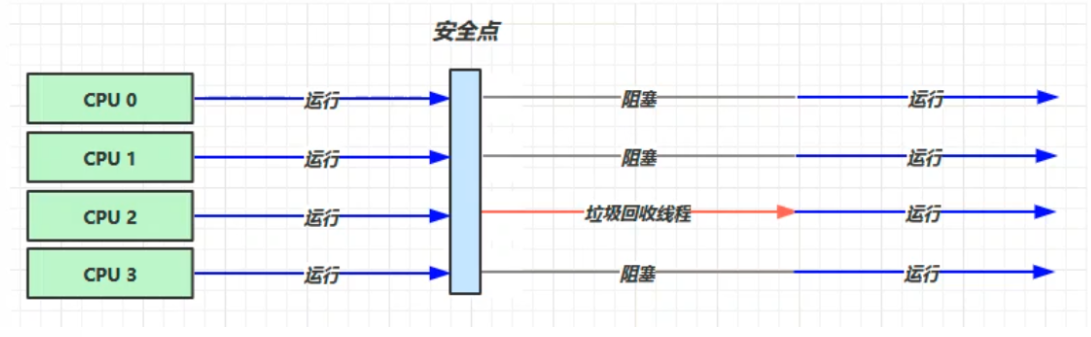 安全点
CPU 0 运行 阻塞 运行
CPU 1 运行 阻塞 运行
CPU 2 运行 垃圾回收线程 运行
CPU 3 运行 阻塞 运行